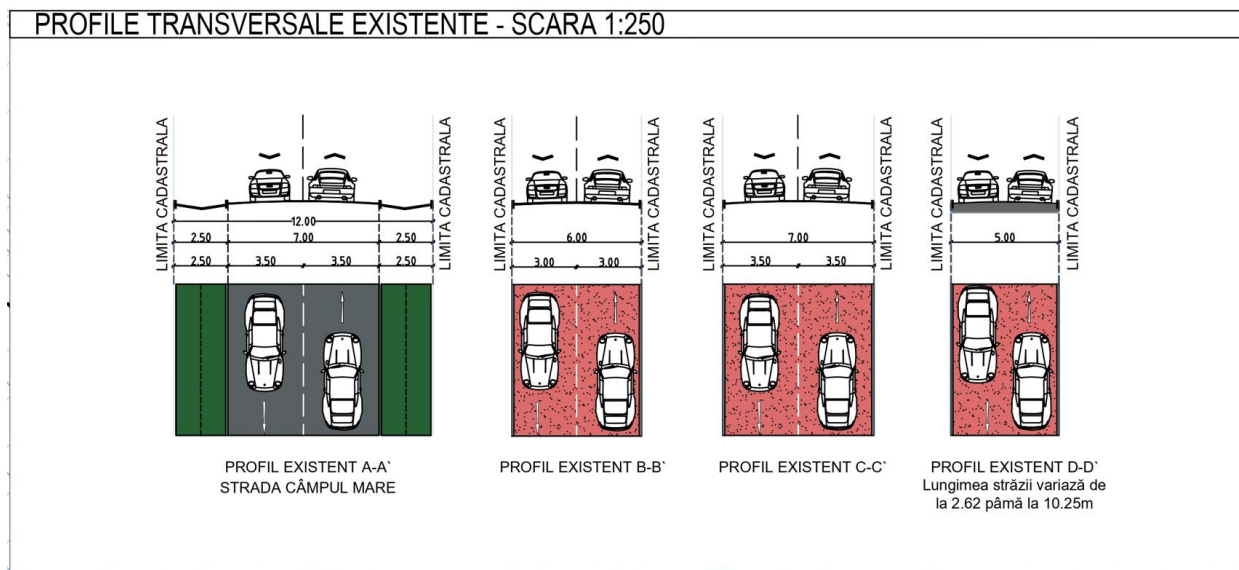 PROFILE TRANSVERSALE EXISTENTE - SCARA 1:250
LIMITA CADASTRALA
12.00
2.50 7.00 2.50
2.50 3.50 3.50 2.50
LIMITA CADASTRALA
PROFIL EXISTENT A-A`
STRADA CÂMPUL MARE
LIMITA CADASTRALA
6.00
3.00 3.00
LIMITA CADASTRALA
PROFIL EXISTENT B-B`
LIMITA CADASTRALA
7.00
3.50 3.50
LIMITA CADASTRALA
PROFIL EXISTENT C-C`
LIMITA CADASTRALA
5.00
LIMITA CADASTRALA
PROFIL EXISTENT D-D`
Lungimea străzii variază de
la 2.62 pâmă la 10.25m